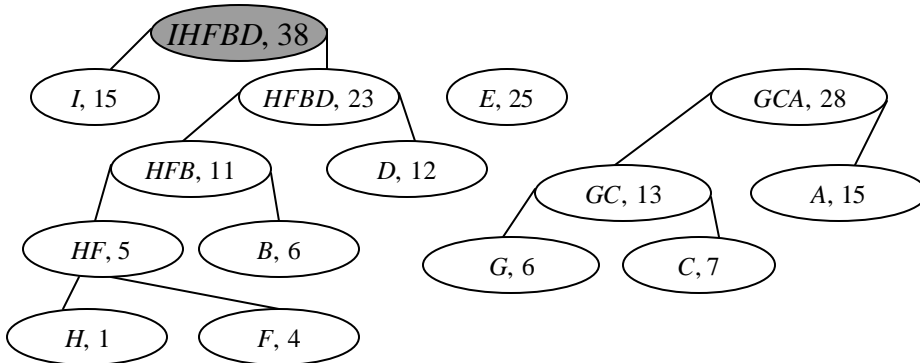 IHFBD, 38
I, 15
HFBD, 23
E, 25
GCA, 28
HFB, 11
D, 12
GC, 13
A, 15
HF, 5
B, 6
G, 6
C, 7
H, 1
F, 4